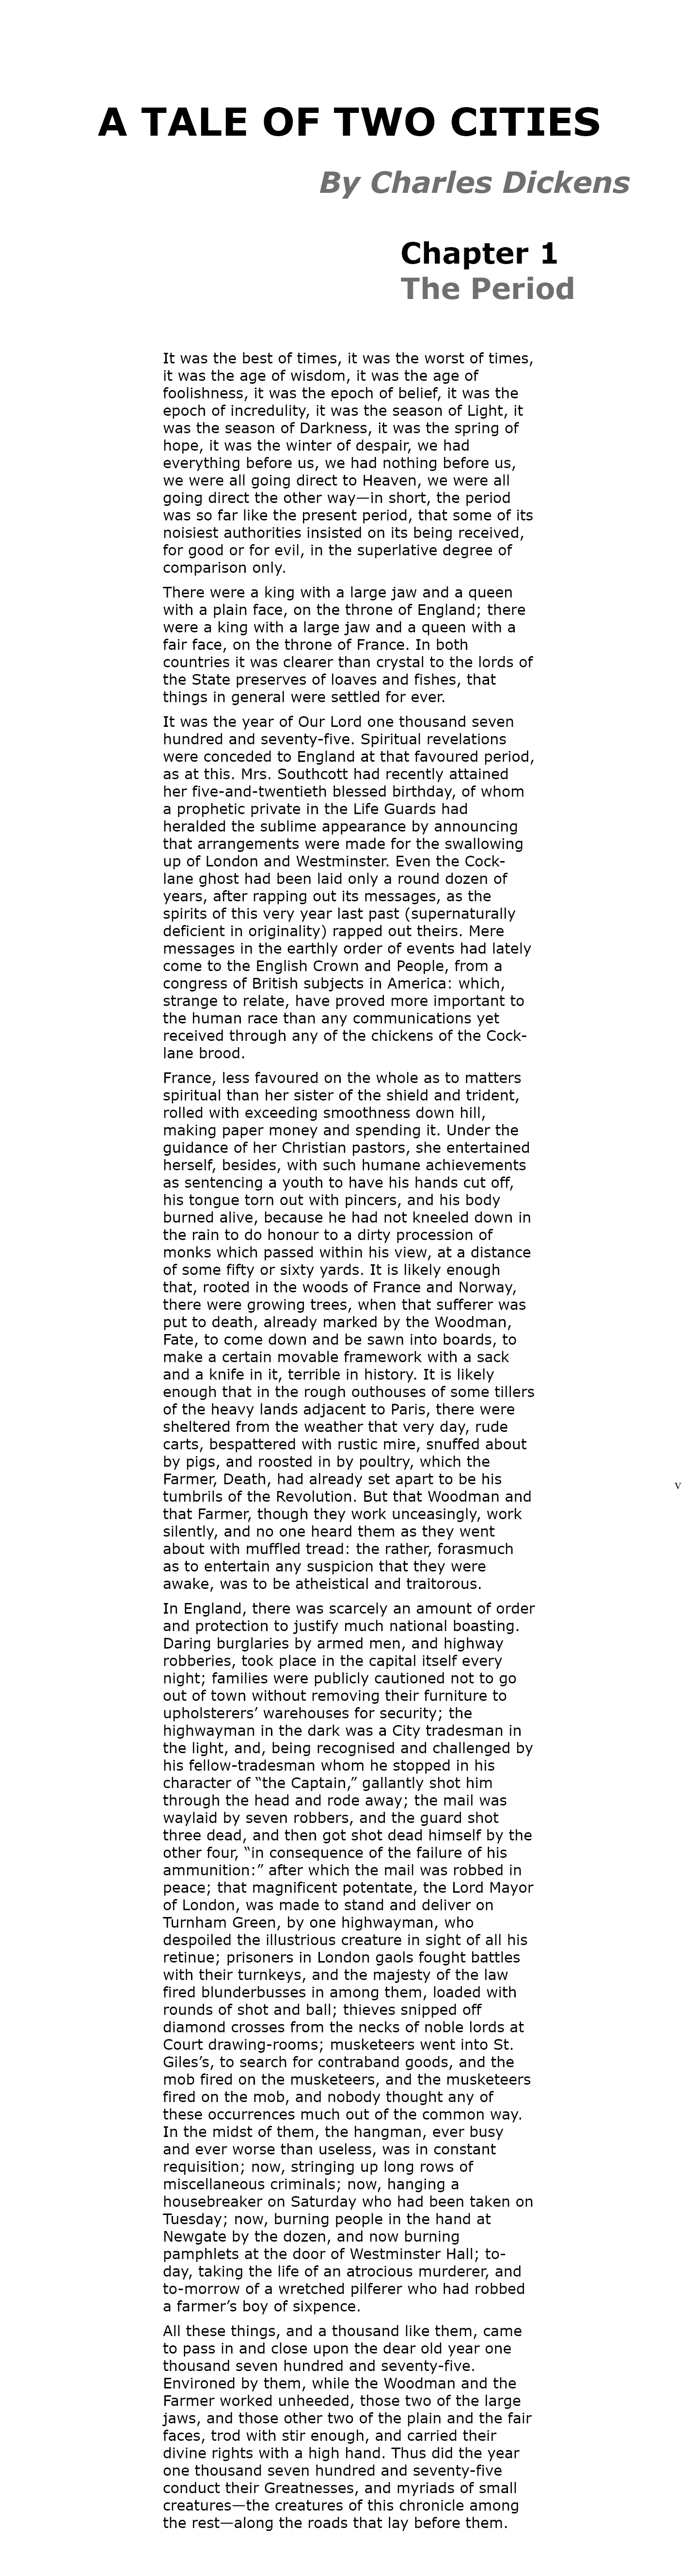 A TALE OF TWO CITIES
By Charles Dickens
Chapter 1
The Period
It was the best of times, it was the worst of times,
it was the age of wisdom, it was the age of
foolishness, it was the epoch of belief, it was the
epoch of incredulity, it was the season of Light, it
was the season of Darkness, it was the spring of
hope, it was the winter of despair, we had
everything before us, we had nothing before us,
we were all going direct to Heaven, we were all
going direct the other way—in short, the period
was so far like the present period, that some of its
noisiest authorities insisted on its being received,
for good or for evil, in the superlative degree of
comparison only.
There were a king with a large jaw and a queen
with a plain face, on the throne of England; there
were a king with a large jaw and a queen with a
fair face, on the throne of France. In both
countries it was clearer than crystal to the lords of
the State preserves of loaves and fishes, that
things in general were settled for ever.
It was the year of Our Lord one thousand seven
hundred and seventy-five. Spiritual revelations
were conceded to England at that favoured period,
as at this. Mrs. Southcott had recently attained
her five-and-twentieth blessed birthday, of whom
a prophetic private in the Life Guards had
heralded the sublime appearance by announcing
that arrangements were made for the swallowing
up of London and Westminster. Even the Cock-
lane ghost had been laid only a round dozen of
years, after rapping out its messages, as the
spirits of this very year last past (supernaturally
deficient in originality) rapped out theirs. Mere
messages in the earthly order of events had lately
come to the English Crown and People, from a
congress of British subjects in America: which,
strange to relate, have proved more important to
the human race than any communications yet
received through any of the chickens of the Cock-
lane brood.
France, less favoured on the whole as to matters
spiritual than her sister of the shield and trident,
rolled with exceeding smoothness down hill,
making paper money and spending it. Under the
guidance of her Christian pastors, she entertained
herself, besides, with such humane achievements
as sentencing a youth to have his hands cut off,
his tongue torn out with pincers, and his body
burned alive, because he had not kneeled down in
the rain to do honour to a dirty procession of
monks which passed within his view, at a distance
of some fifty or sixty yards. It is likely enough
that, rooted in the woods of France and Norway,
there were growing trees, when that sufferer was
put to death, already marked by the Woodman,
Fate, to come down and be sawn into boards, to
make a certain movable framework with a sack
and a knife in it, terrible in history. It is likely
enough that in the rough outhouses of some tillers
of the heavy lands adjacent to Paris, there were
sheltered from the weather that very day, rude
carts, bespattered with rustic mire, snuffed about
by pigs, and roosted in by poultry, which the
Farmer, Death, had already set apart to be his
tumbrils of the Revolution. But that Woodman and
that Farmer, though they work unceasingly, work
silently, and no one heard them as they went
about with muffled tread: the rather, forasmuch
as to entertain any suspicion that they were
awake, was to be atheistical and traitorous.
In England, there was scarcely an amount of order
and protection to justify much national boasting.
Daring burglaries by armed men, and highway
robberies, took place in the capital itself every
night; families were publicly cautioned not to go
out of town without removing their furniture to
upholsterers’ warehouses for security; the
highwayman in the dark was a City tradesman in
the light, and, being recognised and challenged by
his fellow-tradesman whom he stopped in his
character of “the Captain,” gallantly shot him
through the head and rode away; the mail was
waylaid by seven robbers, and the guard shot
three dead, and then got shot dead himself by the
other four, “in consequence of the failure of his
ammunition:” after which the mail was robbed in
peace; that magnificent potentate, the Lord Mayor
of London, was made to stand and deliver on
Turnham Green, by one highwayman, who
despoiled the illustrious creature in sight of all his
retinue; prisoners in London gaols fought battles
with their turnkeys, and the majesty of the law
fired blunderbusses in among them, loaded with
rounds of shot and ball; thieves snipped off
diamond crosses from the necks of noble lords at
Court drawing-rooms; musketeers went into St.
Giles’s, to search for contraband goods, and the
mob fired on the musketeers, and the musketeers
fired on the mob, and nobody thought any of
these occurrences much out of the common way.
In the midst of them, the hangman, ever busy
and ever worse than useless, was in constant
requisition; now, stringing up long rows of
miscellaneous criminals; now, hanging a
housebreaker on Saturday who had been taken on
Tuesday; now, burning people in the hand at
Newgate by the dozen, and now burning
pamphlets at the door of Westminster Hall; to-
day, taking the life of an atrocious murderer, and
to-morrow of a wretched pilferer who had robbed
a farmer’s boy of sixpence.
All these things, and a thousand like them, came
to pass in and close upon the dear old year one
thousand seven hundred and seventy-five.
Environed by them, while the Woodman and the
Farmer worked unheeded, those two of the large
jaws, and those other two of the plain and the fair
faces, trod with stir enough, and carried their
divine rights with a high hand. Thus did the year
one thousand seven hundred and seventy-five
conduct their Greatnesses, and myriads of small
creatures—the creatures of this chronicle among
the rest—along the roads that lay before them.
v